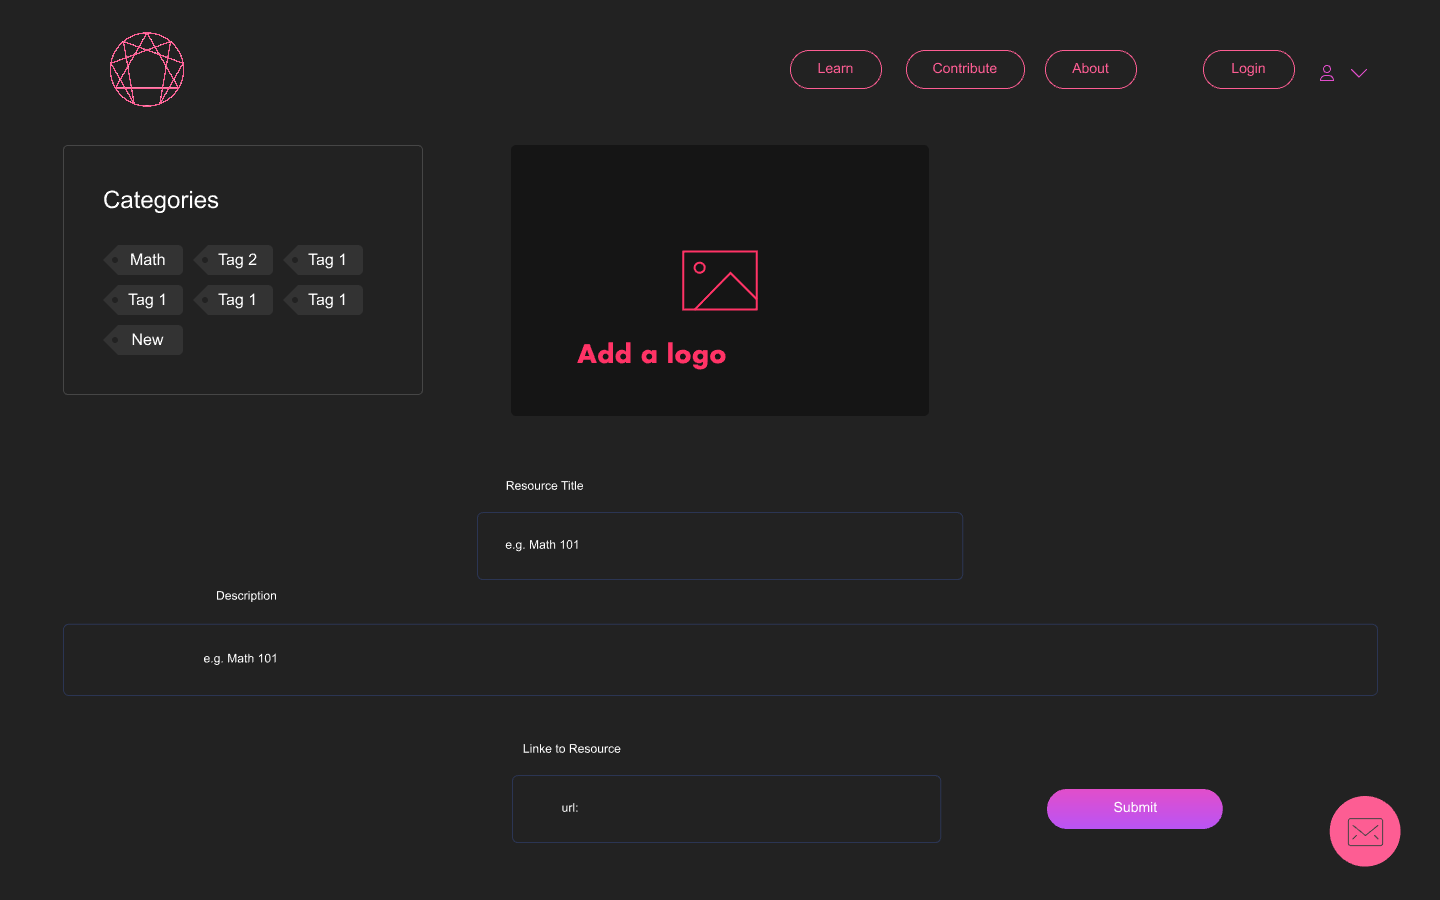 Learn Contribute About Login
Categories
Math Tag 2 Tag 1
Tag 1 Tag 1 Tag 1
New
Add a logo
Resource Title
e.g. Math 101
Description
e.g. Math 101
Linke to Resource
url:
Submit